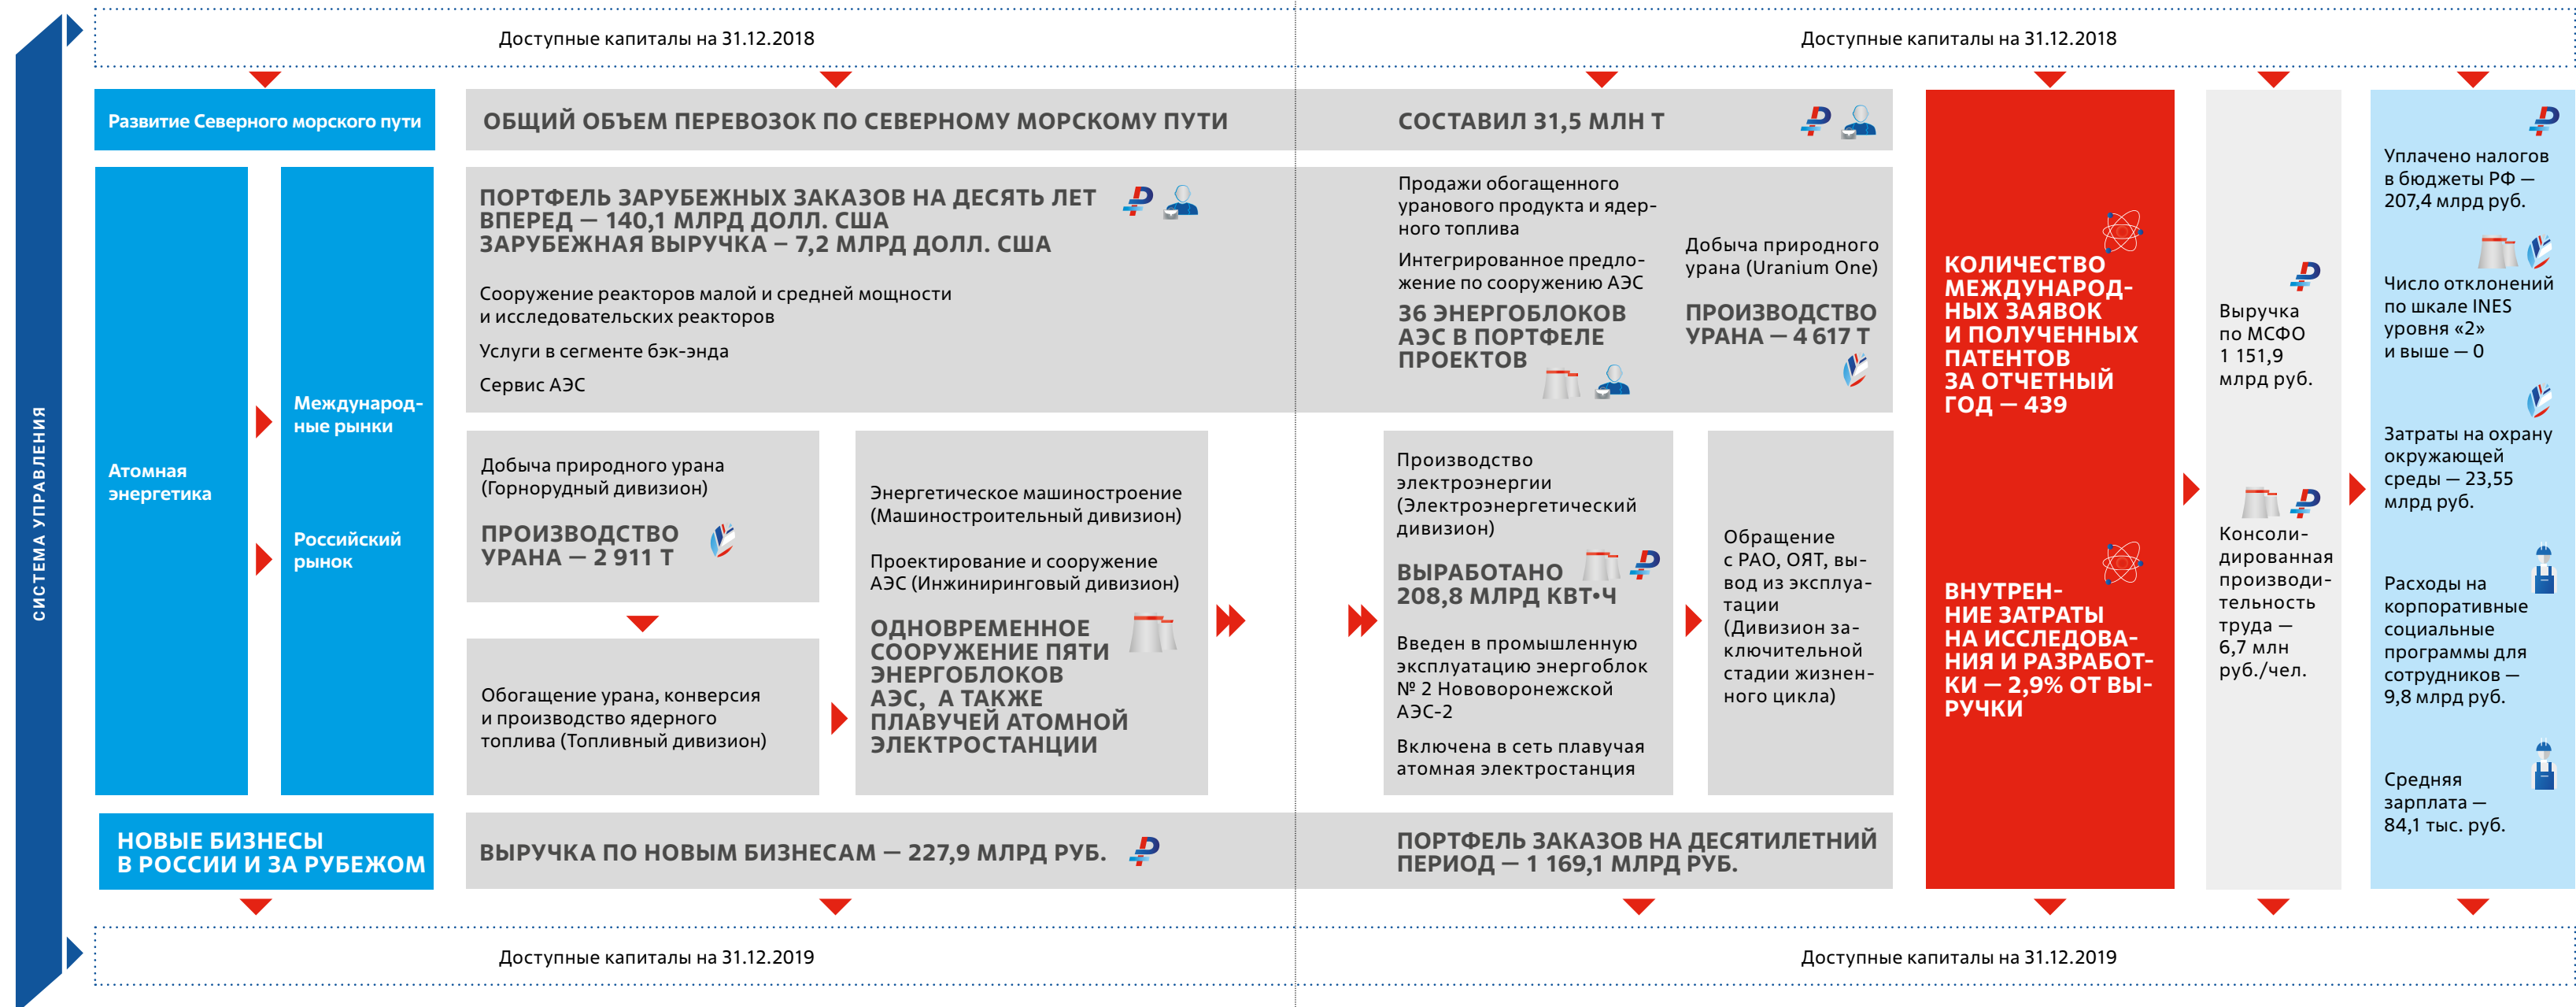 СИСТЕМА УПРАВЛЕНИЯ
Доступные капиталы на 31.12.2018
Доступные капиталы на 31.12.2018
Развитие Северного морского пути
ОБЩИЙ ОБЪЕМ ПЕРЕВОЗОК ПО СЕВЕРНОМУ МОРСКОМУ ПУТИ
СОСТАВИЛ 31,5 МЛН Т
Атомная
энергетика
Международ-
ные рынки
Российский
рынок
ПОРТФЕЛЬ ЗАРУБЕЖНЫХ ЗАКАЗОВ НА ДЕСЯТЬ ЛЕТ
ВПЕРЕД — 140,1 МЛРД ДОЛЛ. США
ЗАРУБЕЖНАЯ ВЫРУЧКА — 7,2 МЛРД ДОЛЛ. США
Сооружение реакторов малой и средней мощности
и исследовательских реакторов
Услуги в сегменте бэк-энда
Сервис АЭС
Продажи обогащенного
уранового продукта и ядер-
ного топлива
Интегрированное предло-
жение по сооружению АЭС
36 ЭНЕРГОБЛОКОВ
АЭС В ПОРТФЕЛЕ
ПРОЕКТОВ
Добыча природного
урана (Uranium One)
ПРОИЗВОДСТВО
УРАНА — 4 617 Т
Добыча природного урана
(Горнорудный дивизион)
ПРОИЗВОДСТВО
УРАНА — 2 911 Т
Обогащение урана, конверсия
и производство ядерного
топлива (Топливный дивизион)
Энергетическое машиностроение
(Машиностроительный дивизион)
Проектирование и сооружение
АЭС (Инжиниринговый дивизион)
ОДНОВРЕМЕННОЕ
СООРУЖЕНИЕ ПЯТИ
ЭНЕРГОБЛОКОВ
АЭС, А ТАКЖЕ
ПЛАВУЧЕЙ АТОМНОЙ
ЭЛЕКТРОСТАНЦИИ
Производство
электроэнергии
(Электроэнергетический
дивизион)
ВЫРАБОТАНО
208,8 МЛРД КВТ•Ч
Введен в промышленную
эксплуатацию энергоблок
№ 2 Нововоронежской
АЭС-2
Включена в сеть плавучая
атомная электростанция
Обращение
с РАО, ОЯТ, вы-
вод из эксплуа-
тации
(Дивизион за-
ключительной
стадии жизнен-
ного цикла)
НОВЫЕ БИЗНЕСЫ
В РОССИИ И ЗА РУБЕЖОМ
ВЫРУЧКА ПО НОВЫМ БИЗНЕСАМ — 227,9 МЛРД РУБ.
ПОРТФЕЛЬ ЗАКАЗОВ НА ДЕСЯТИЛЕТНИЙ
ПЕРИОД — 1 169,1 МЛРД РУБ.
КОЛИЧЕСТВО
МЕЖДУНАРОД-
НЫХ ЗАЯВОК
И ПОЛУЧЕННЫХ
ПАТЕНТОВ
ЗА ОТЧЕТНЫЙ
ГОД — 439
ВНУТРЕН-
НИЕ ЗАТРАТЫ
НА ИССЛЕДОВА-
НИЯ И РАЗРАБОТ-
КИ — 2,9% ОТ ВЫ-
РУЧКИ
Выручка
по МСФО
1 151,9
млрд руб.
Консоли-
дированная
производи-
тельность
труда —
6,7 млн
руб./чел.
Уплачено налогов
в бюджеты РФ —
207,4 млрд руб.
Число отклонений
по шкале INES
уровня «2»
и выше — 0
Затраты на охрану
окружающей
среды — 23,55
млрд руб.
Расходы на
корпоративные
социальные
программы для
сотрудников —
9,8 млрд руб.
Средняя
зарплата —
84,1 тыс. руб.
Доступные капиталы на 31.12.2019
Доступные капиталы на 31.12.2019